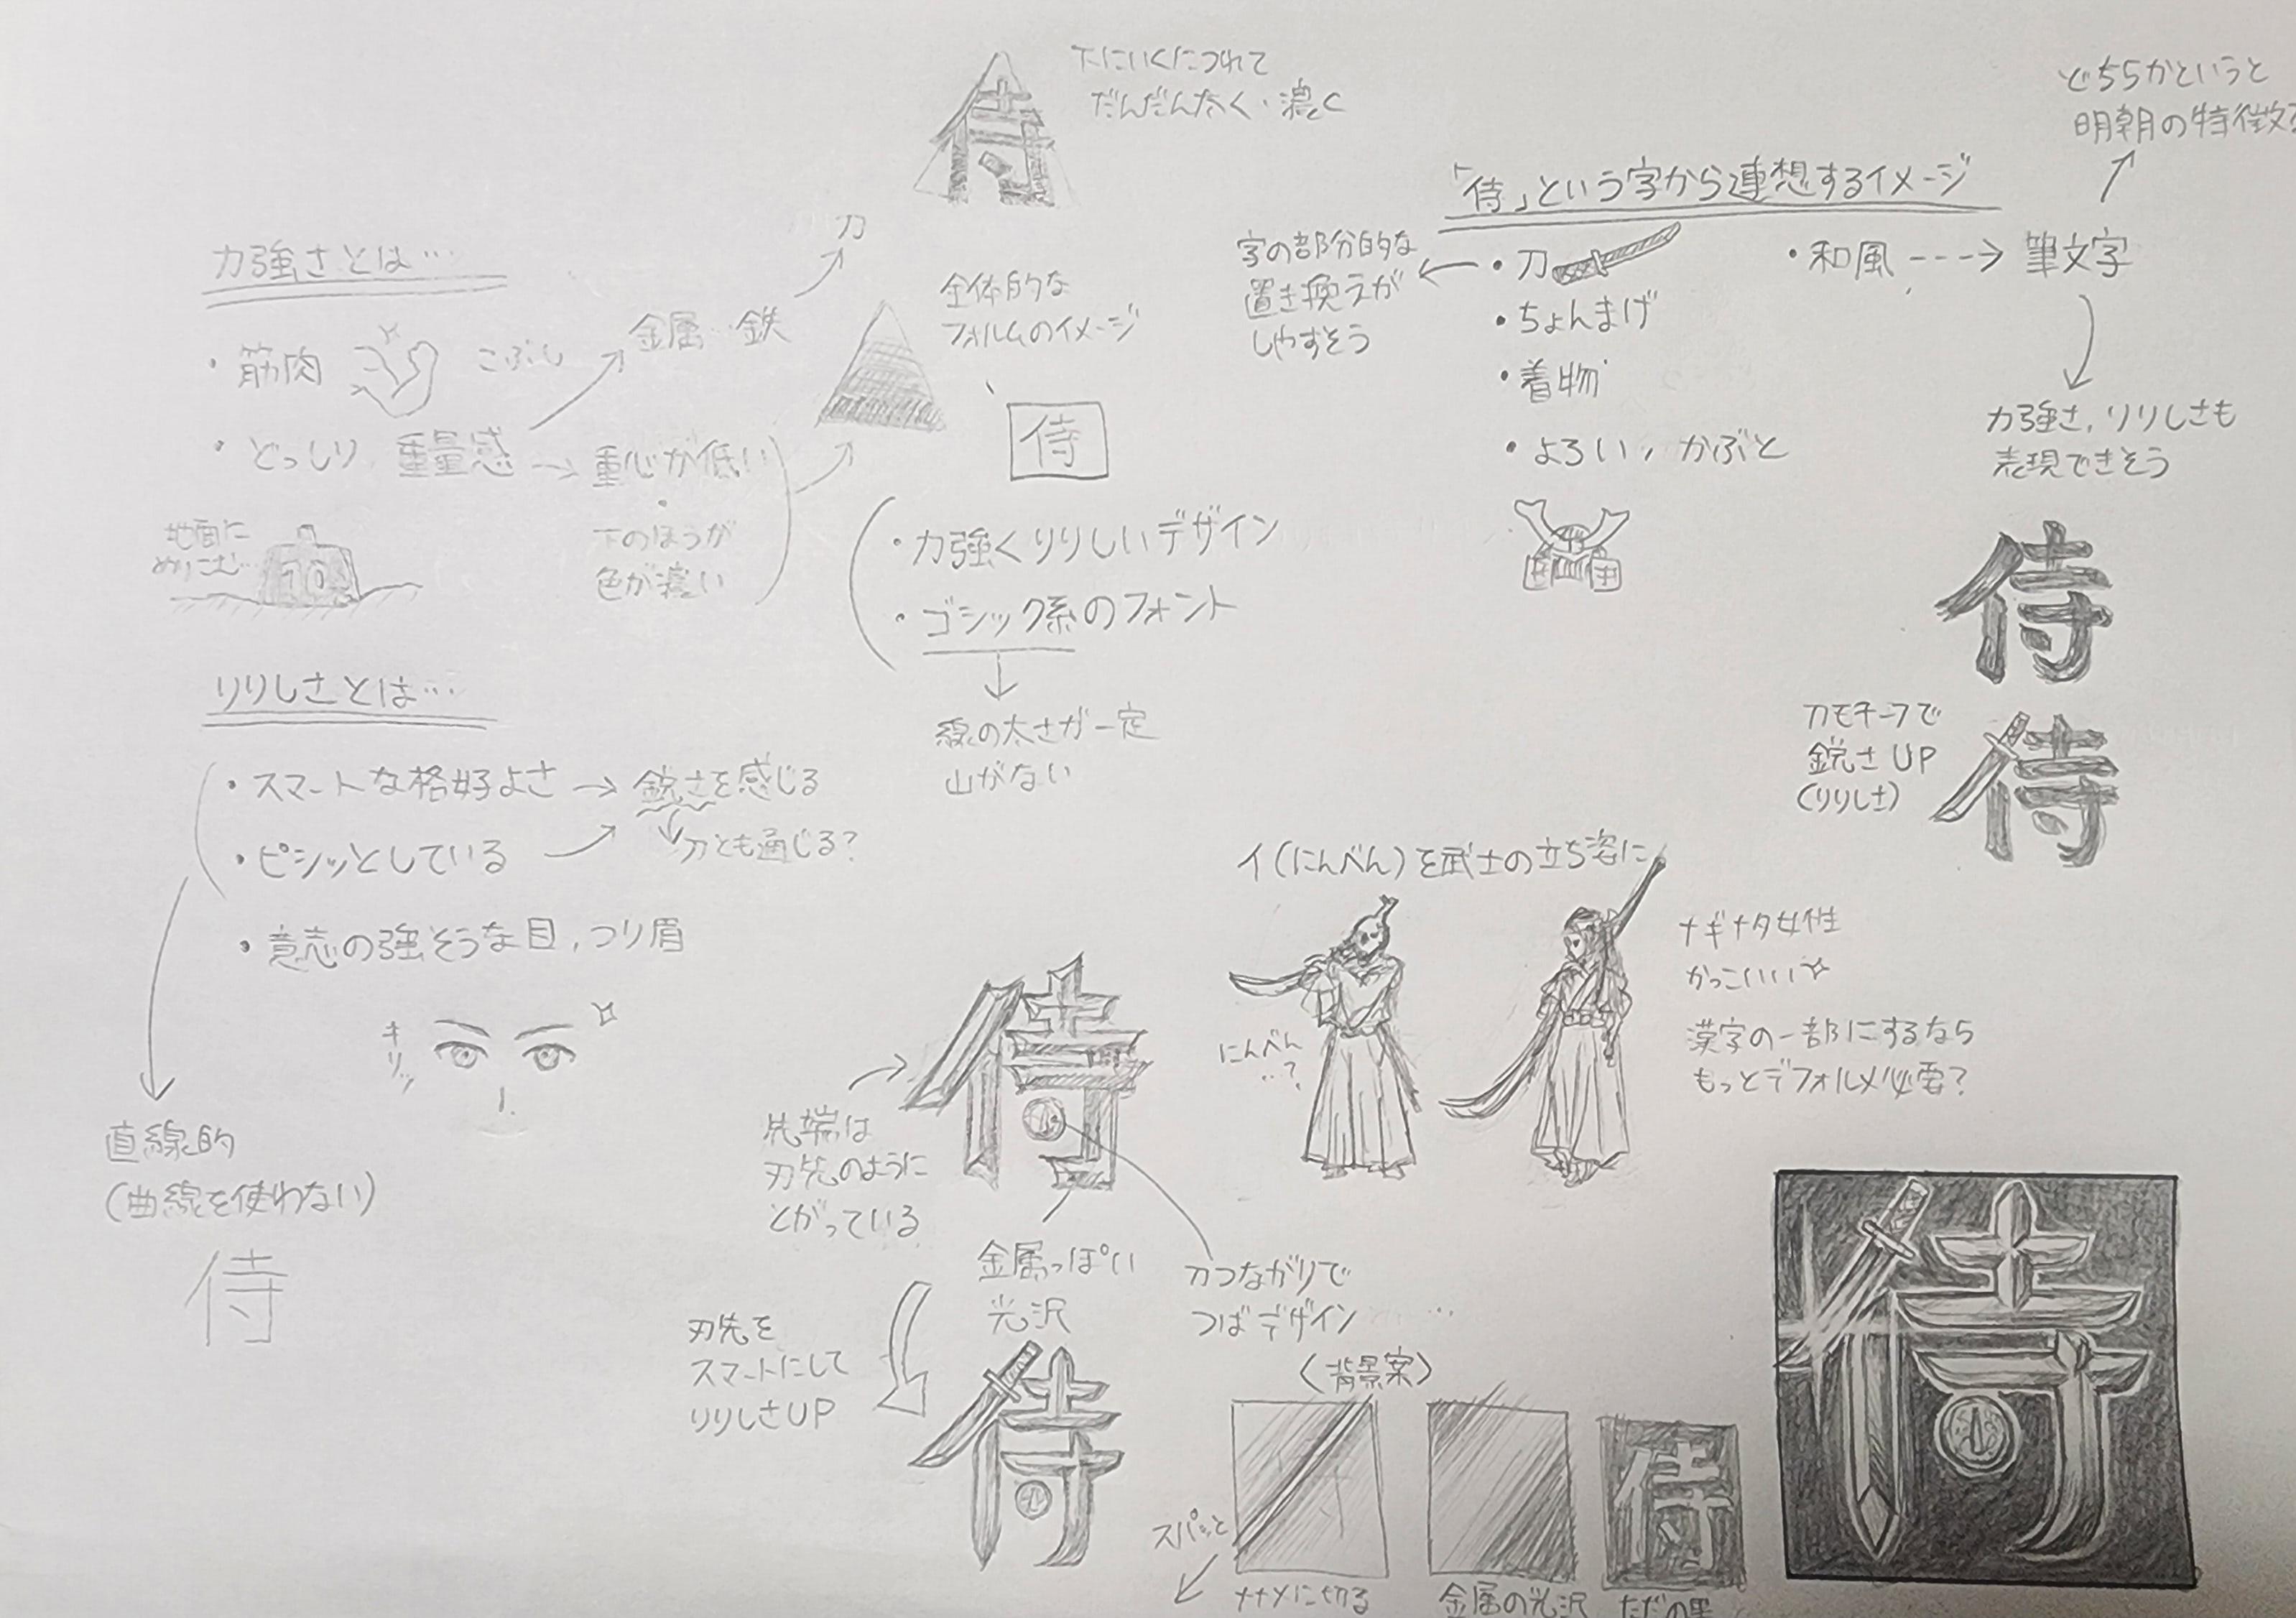 力強さとは…
・筋肉
こぶし
・どっしり、重量感
→
重心が低い
下のほうが
色が濃い
金属…鉄
刀
地面に
めりこむ…
10
下にいくにつれて
だんだん太く・濃く
侍
全体的な
フォルムのイメージ
侍
・力強くりりしいデザイン
・ゴシック系のフォント
線の太さが一定
山がない
りりしさとは…
・スマートな格好よさ → 鋭さを感じる
刀とも通じる?
・ピシッとしている
・意志の強そうな目、つり眉
キリッ
直線的
(曲線を使わない)
侍
「侍」という字から連想するイメージ
・刀
・ちょんまげ
・着物
・よろい、かぶと
字の部分的な
置き換えが
しやすそう
・和風 ---→ 筆文字
どちらかというと
明朝の特徴
力強さ、りりしさも
表現できそう
侍
刀モチーフで
鋭さUP
(りりしさ)
侍
イ(にんべん)を武士の立ち姿に
にんべん
…?
ナギナタ女性
かっこいい
漢字の一部にするなら
もっとデフォルメ必要?
侍
先端は
刃先のように
とがっている
金属っぽい
光沢
刀つながりで
つばデザイン
…
刃先を
スマートにして
りりしさUP
侍
〈背景案〉
スパッと
ナナメに切る
金属の光沢
侍
ただの黒
侍